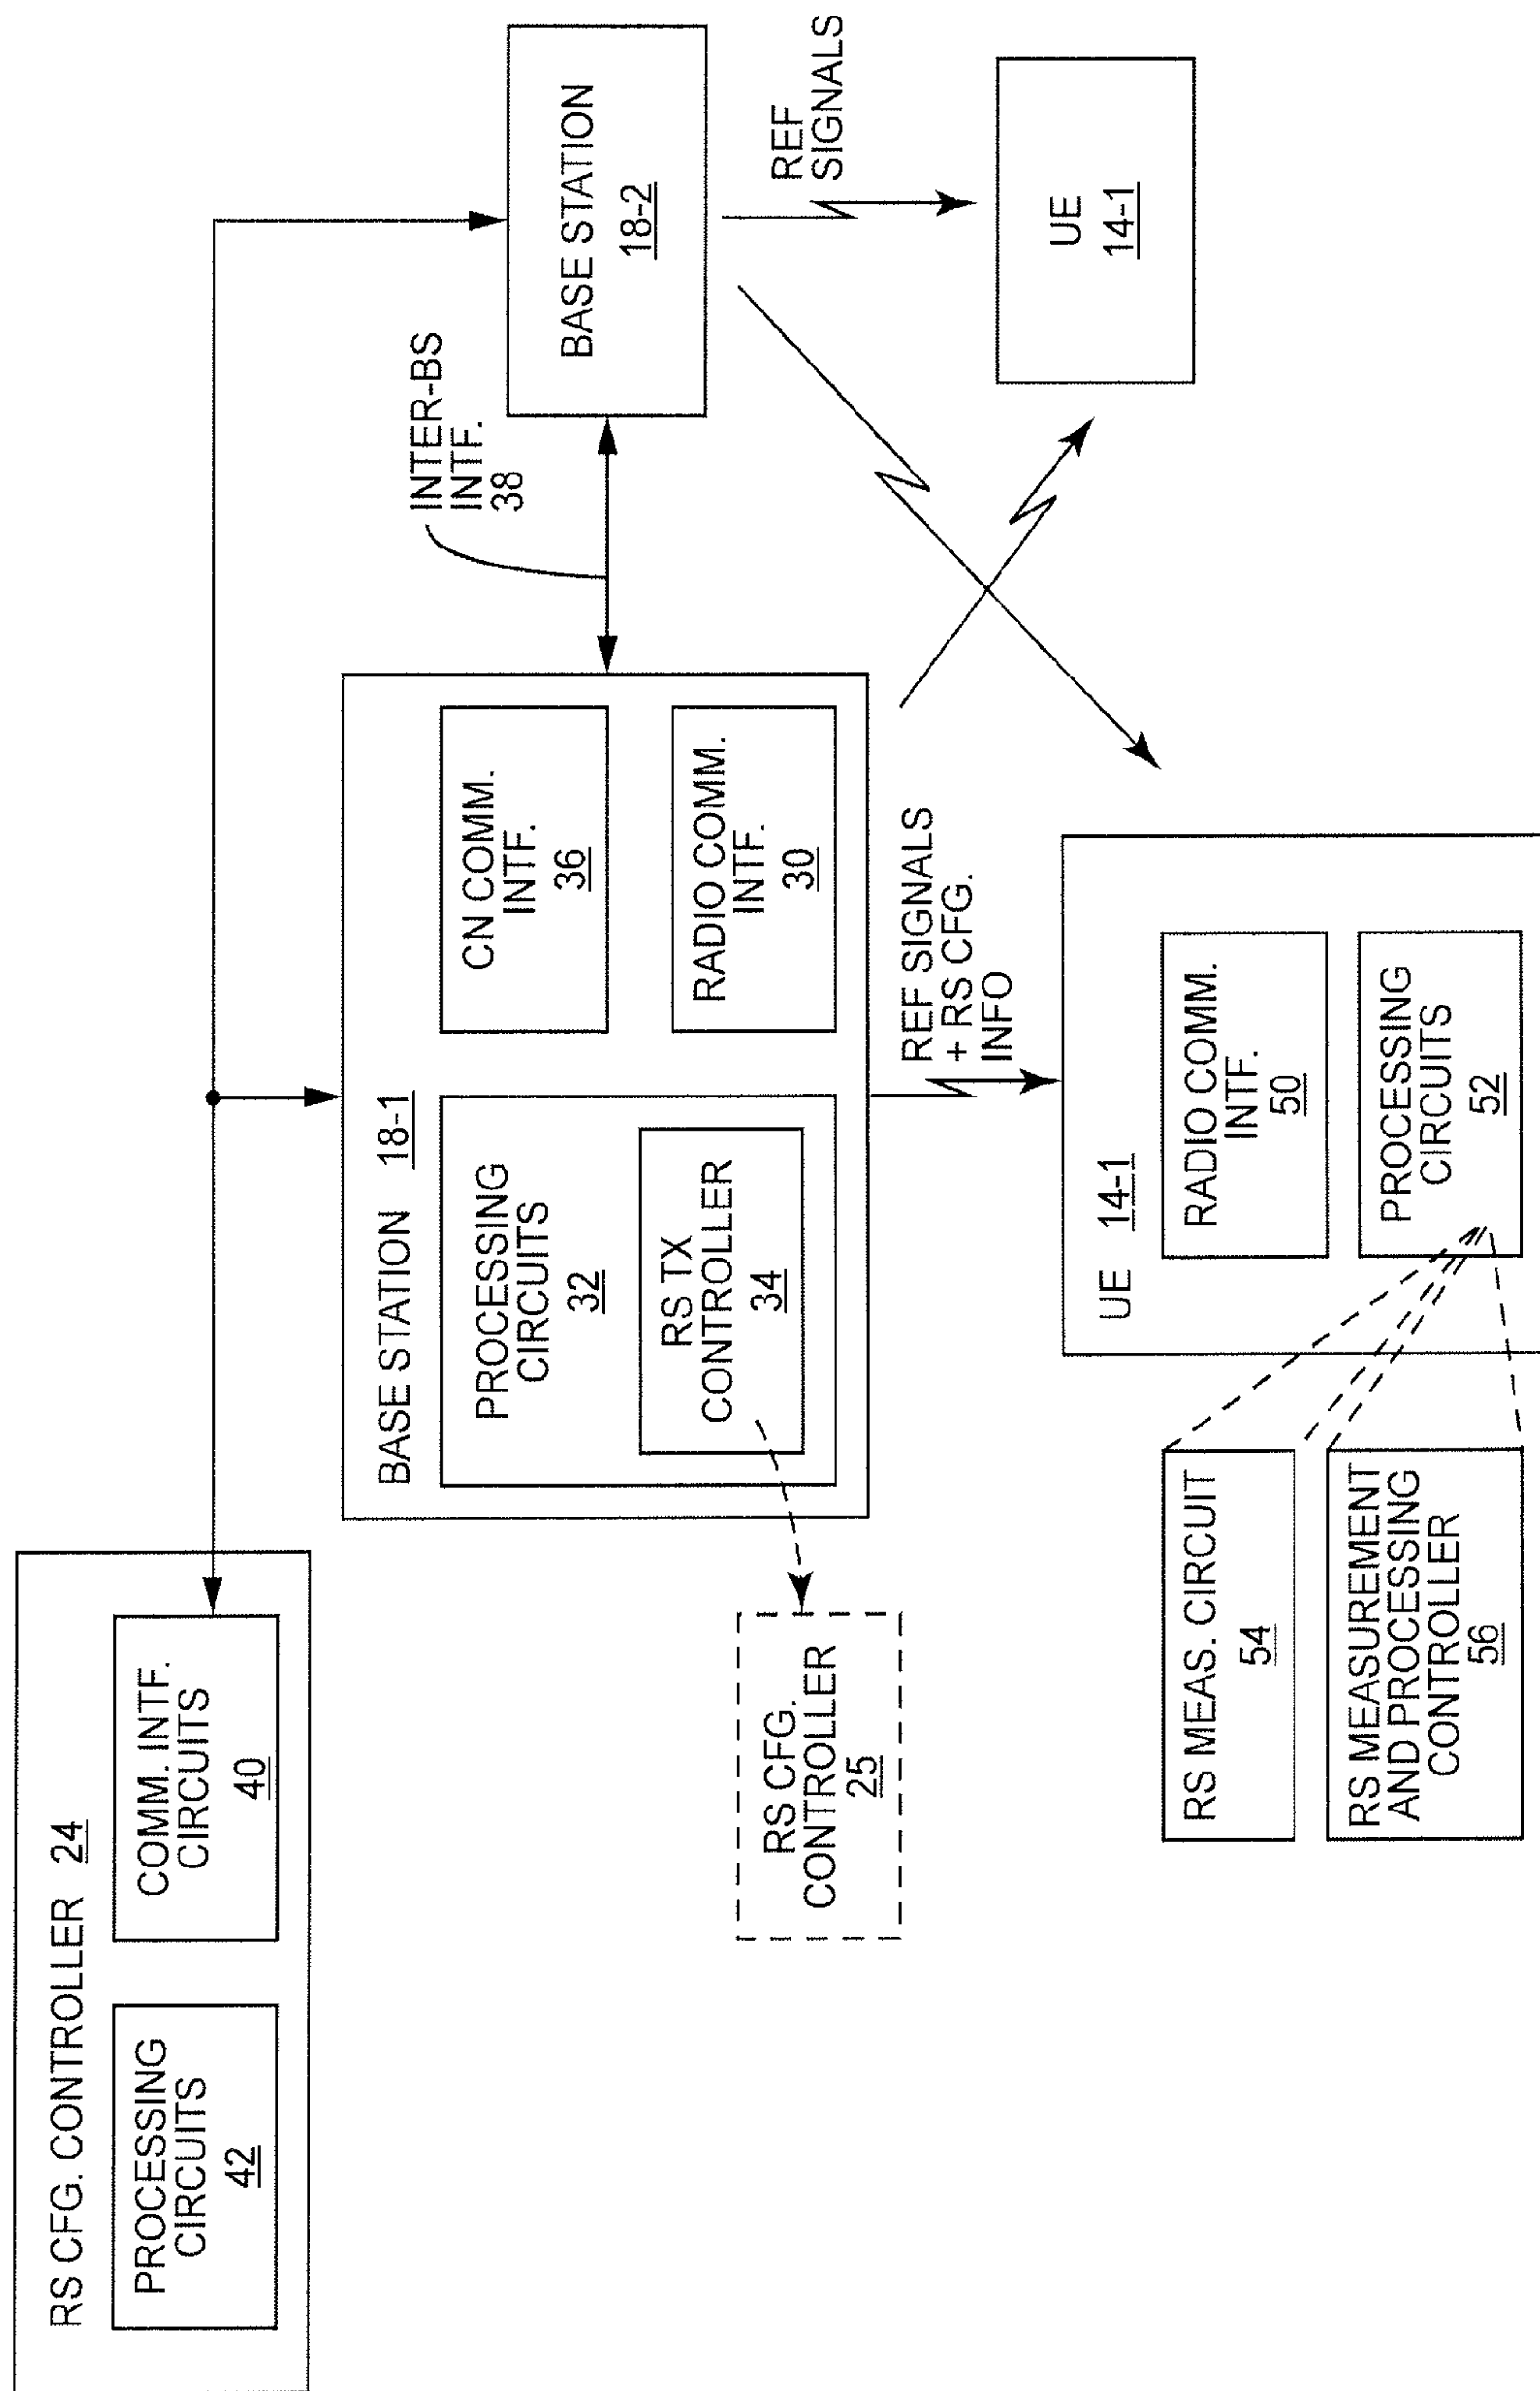 RS CFG. CONTROLLER 24
PROCESSING
CIRCUITS
42
COMM. INTF.
CIRCUITS
40
BASE STATION 18-1
PROCESSING
CIRCUITS
32
RS TX
CONTROLLER
34
CN COMM.
INTF.
36
RADIO COMM.
INTF.
30
INTER-BS
INTF.
38
BASE STATION
18-2
REF
SIGNALS
UE
14-1
RS CFG.
CONTROLLER
25
REF SIGNALS
+ RS CFG.
INFO
UE 14-1
RADIO COMM.
INTF.
50
PROCESSING
CIRCUITS
52
RS MEAS. CIRCUIT
54
RS MEASUREMENT
AND PROCESSING
CONTROLLER
56